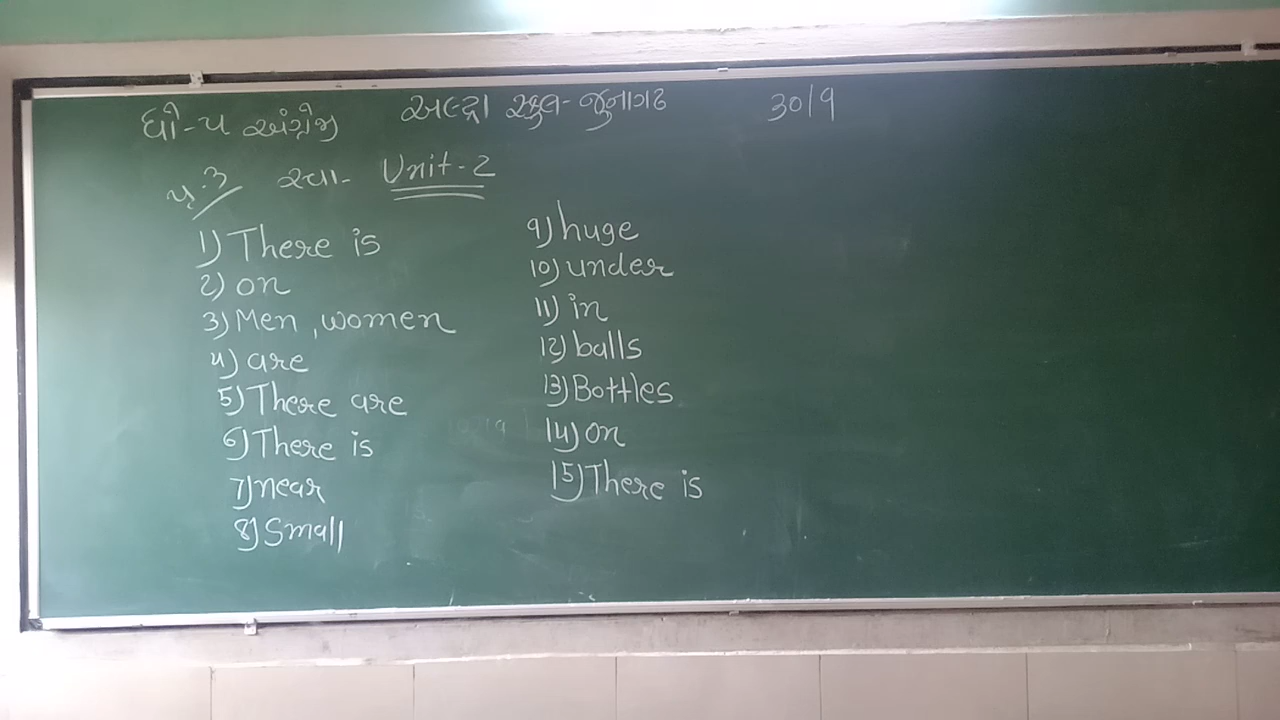 ધો-૫ અંગ્રેજી
સ્કુલ-જુનાગઢ 30/9
પ્ર.૩ સ્વા- Unit-2
1) There is
2) on
3) Men, women
4) are
5) There are
6) There is
7) near
8) Small
9) huge
10) under
11) in
12) balls
13) Bottles
14) on
15) There is